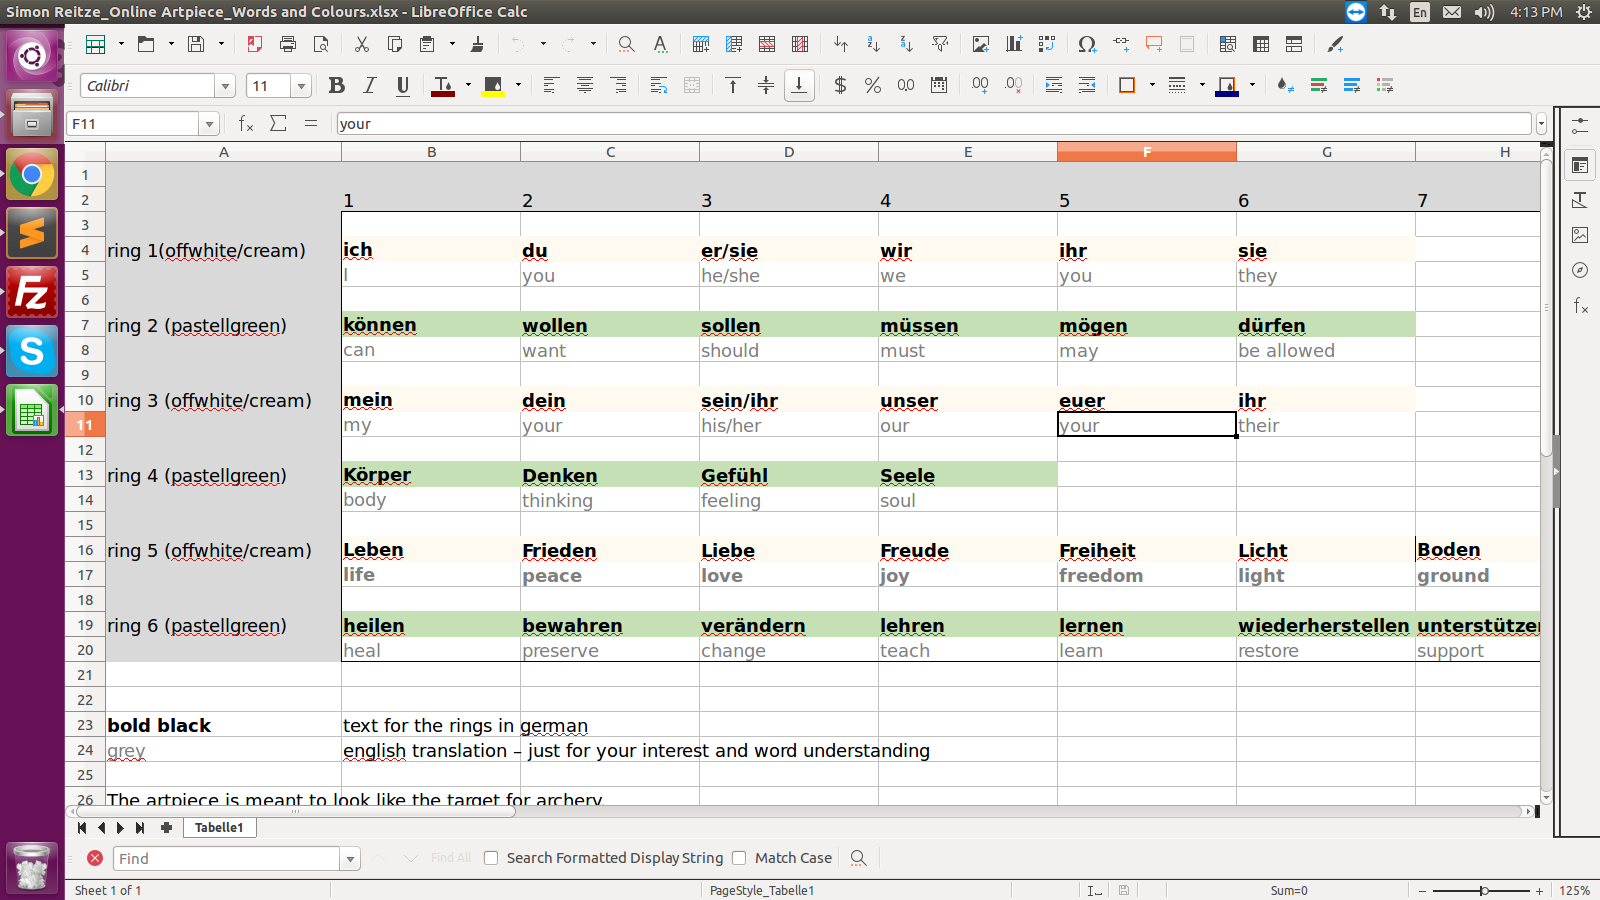 Simon Reitze_Online Artpiece_Words and Colours.xlsx - LibreOffice Calc
En
4:13 PM
Calibri
11
F11
your
A B C D E F G H
1
2 1 2 3 4 5 6 7
3
4 ring 1(offwhite/cream) ich du er/sie wir ihr sie
5 I you he/she we you they
6
7 ring 2 (pastellgreen) können wollen sollen müssen mögen dürfen
8 can want should must may be allowed
9
10 ring 3 (offwhite/cream) mein dein sein/ihr unser euer ihr
11 my your his/her our your their
12
13 ring 4 (pastellgreen) Körper Denken Gefühl Seele
14 body thinking feeling soul
15
16 ring 5 (offwhite/cream) Leben Frieden Liebe Freude Freiheit Licht Boden
17 life peace love joy freedom light ground
18
19 ring 6 (pastellgreen) heilen bewahren verändern lehren lernen wiederherstellen unterstützen
20 heal preserve change teach learn restore support
21
22
23 bold black text for the rings in german
24 grey english translation – just for your interest and word understanding
25
26 The artpiece is meant to look like the target for archery
Tabelle1
Find Find All Search Formatted Display String Match Case
Sheet 1 of 1 PageStyle_Tabelle1 Sum=0 125%